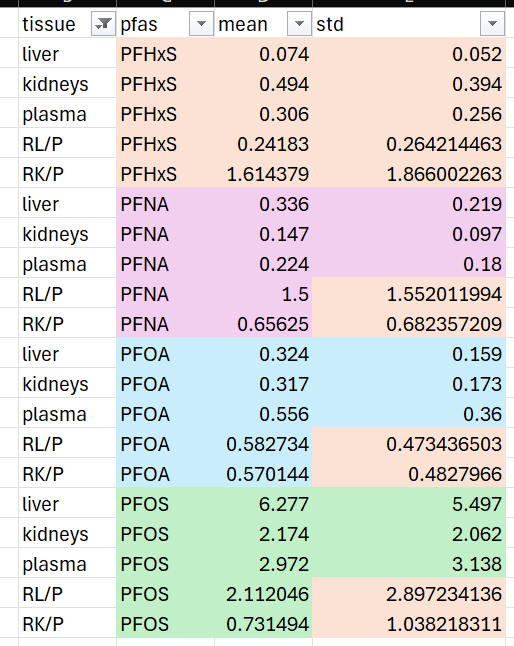 tissue pfas mean std
liver PFHxS 0.074 0.052
kidneys PFHxS 0.494 0.394
plasma PFHxS 0.306 0.256
RL/P PFHxS 0.24183 0.264214463
RK/P PFHxS 1.614379 1.866002263
liver PFNA 0.336 0.219
kidneys PFNA 0.147 0.097
plasma PFNA 0.224 0.18
RL/P PFNA 1.5 1.552011994
RK/P PFNA 0.65625 0.682357209
liver PFOA 0.324 0.159
kidneys PFOA 0.317 0.173
plasma PFOA 0.556 0.36
RL/P PFOA 0.582734 0.473436503
RK/P PFOA 0.570144 0.4827966
liver PFOS 6.277 5.497
kidneys PFOS 2.174 2.062
plasma PFOS 2.972 3.138
RL/P PFOS 2.112046 2.897234136
RK/P PFOS 0.731494 1.038218311